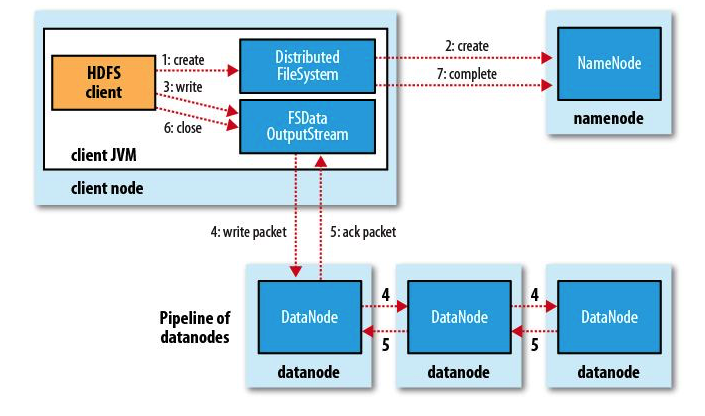 HDFS
client
1: create
3: write
6: close
Distributed
FileSystem
FSData
OutputStream
client JVM
client node
2: create
7: complete
NameNode
namenode
4: write packet
5: ack packet
Pipeline of
datanodes
DataNode
datanode
4
5
DataNode
datanode
4
5
DataNode
datanode